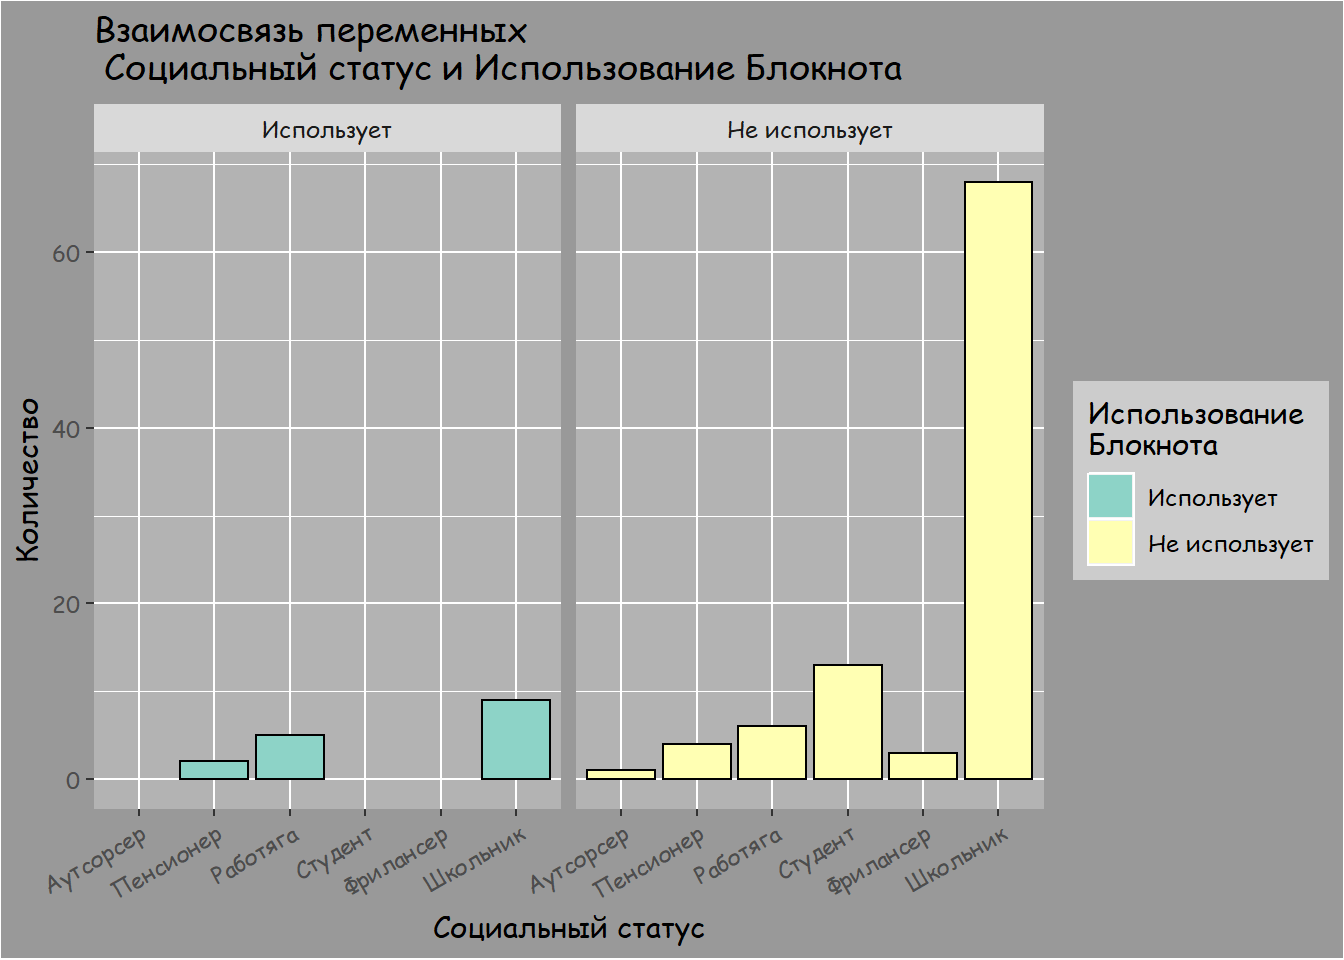 Взаимосвязь переменных
Социальный статус и Использование Блокнота
Использует
Не использует
Количество
60
40
20
0
Аутсорсер
Пенсионер
Работяга
Студент
Фрилансер
Школьник
Аутсорсер
Пенсионер
Работяга
Студент
Фрилансер
Школьник
Социальный статус
Использование
Блокнота
Использует
Не использует